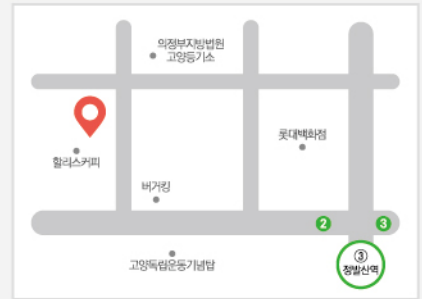 의정부지방법원
고양등기소
롯데백화점
할리스커피
버거킹
2
3
고양독립운동기념탑
③
정발산역